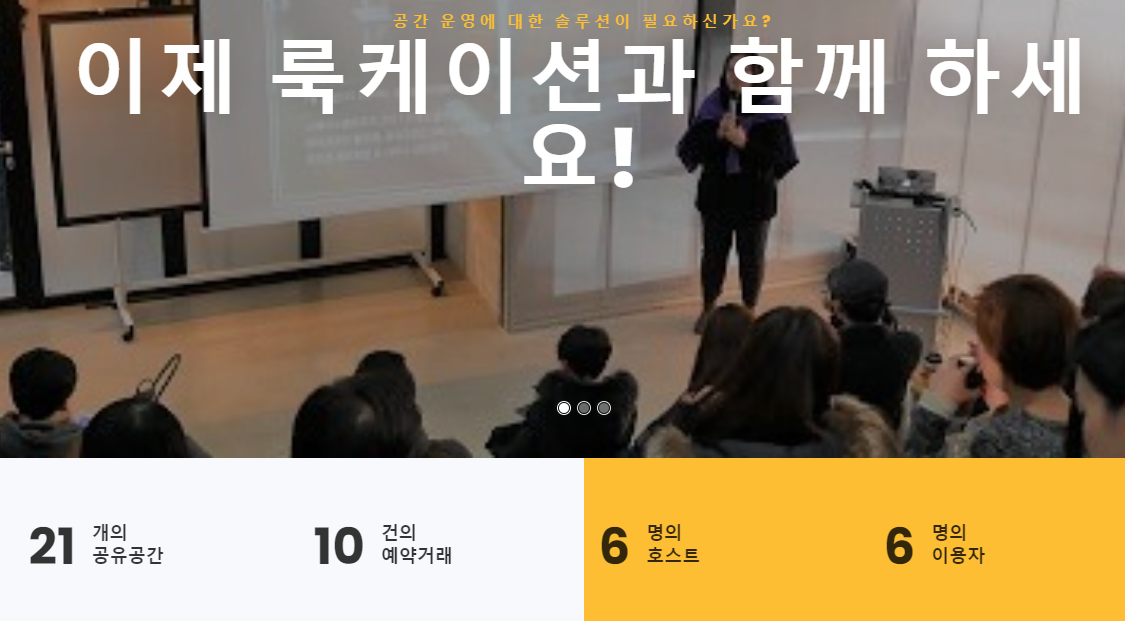 공간 운영에 대한 솔루션이 필요하신가요?
이제 룩케이션과 함께 하세
요!
21 개의
공유공간
10 건의
예약거래
6 명의
호스트
6 명의
이용자